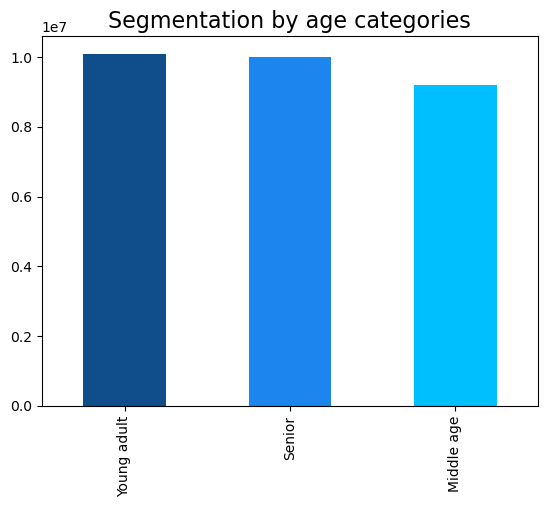 Segmentation by age categories
1e7
1.0
0.8
0.6
0.4
0.2
0.0
Young adult
Senior
Middle age